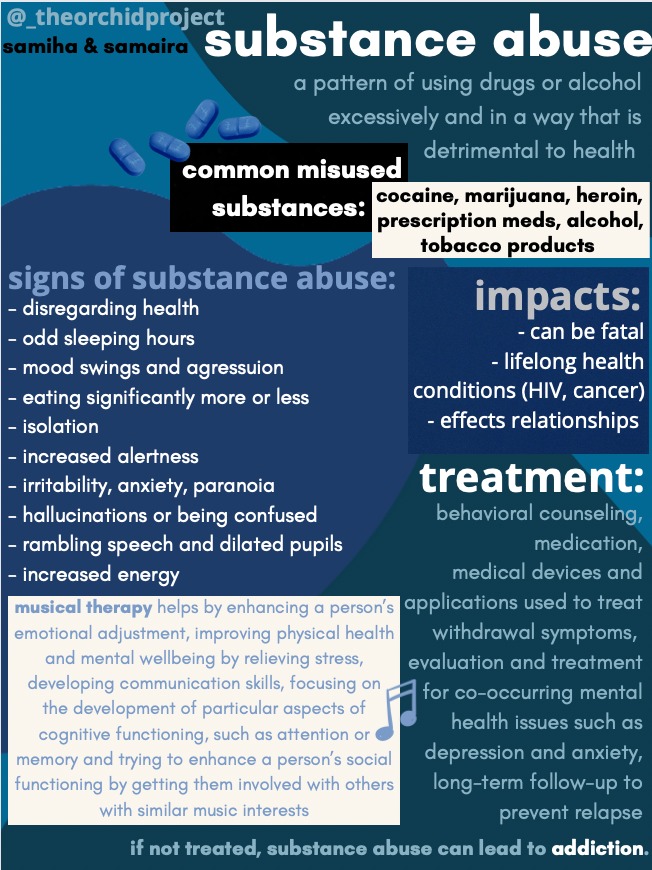 @_theorchidproject
samiha & samaira
substance abuse
a pattern of using drugs or alcohol
excessively and in a way that is
detrimental to health
common misused
substances:
cocaine, marijuana, heroin,
prescription meds, alcohol,
tobacco products
signs of substance abuse:
- disregarding health
- odd sleeping hours
- mood swings and agressuion
- eating significantly more or less
- isolation
- increased alertness
- irritability, anxiety, paranoia
- hallucinations or being confused
- rambling speech and dilated pupils
- increased energy
impacts:
- can be fatal
- lifelong health
conditions (HIV, cancer)
- effects relationships
treatment:
behavioral counseling,
medication,
medical devices and
applications used to treat
withdrawal symptoms,
evaluation and treatment
for co-occurring mental
health issues such as
depression and anxiety,
long-term follow-up to
prevent relapse
musical therapy helps by enhancing a person's
emotional adjustment, improving physical health
and mental wellbeing by relieving stress,
developing communication skills, focusing on
the development of particular aspects of
cognitive functioning, such as attention or
memory and trying to enhance a person's social
functioning by getting them involved with others
with similar music interests
if not treated, substance abuse can lead to addiction.